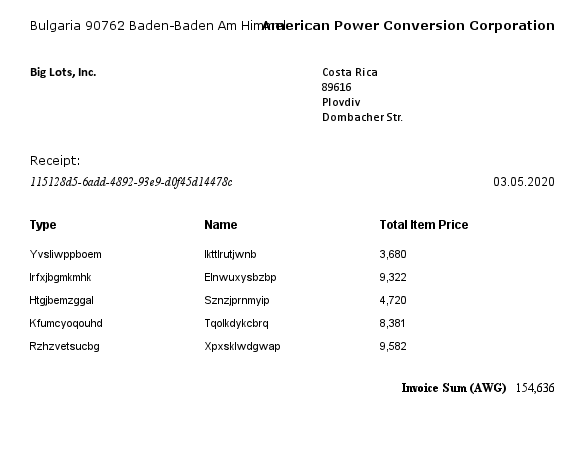 Bulgaria 90762 Baden-Baden Am American Power Conversion Corporation
Big Lots, Inc.
Costa Rica
89616
Plovdiv
Dombacher Str.
Receipt:
115128d5-6add-4892-93e9-d0f45d14478c 03.05.2020
Type Name Total Item Price
Yvsliwppboem Ikttlrutjwnb 3,680
Irfxjbgmkmhk Elnwuxysbzbp 9,322
Htgjbemzggal Sznzjprnmyip 4,720
Kfumcyoqouhd Tqolkdykcbrq 8,381
Rzhzvetsucbg Xpxsklwdgwap 9,582
Invoice Sum (AWG) 154,636